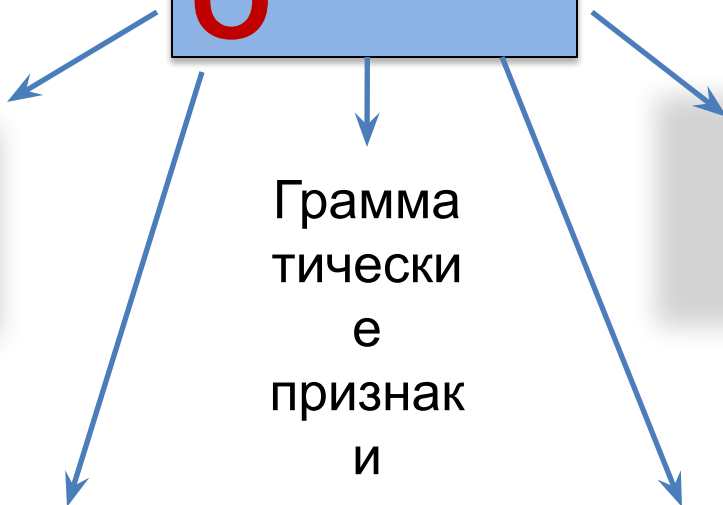 О
Грамма
тически
е
признак
и